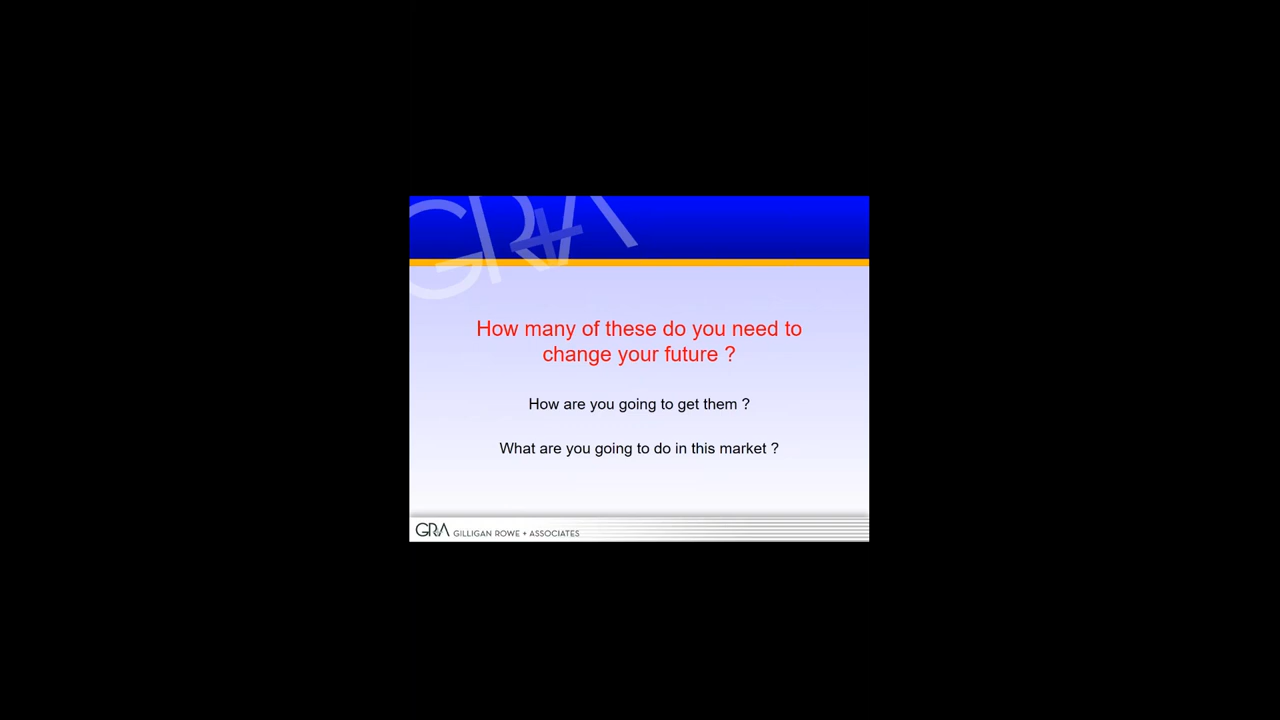 GR+A
How many of these do you need to
change your future ?
How are you going to get them ?
What are you going to do in this market ?
GRA GILLIGAN ROWE + ASSOCIATES